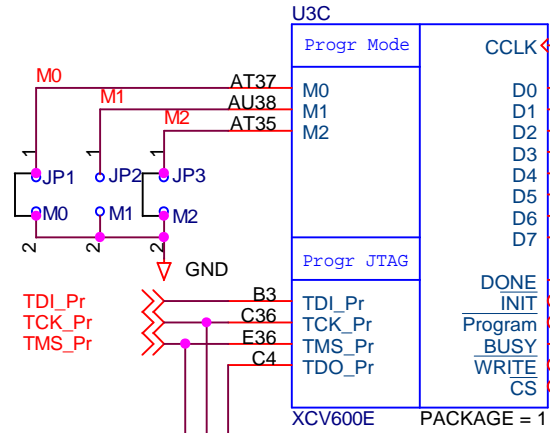 U3C
Progr Mode
CCLK
M0 AT37 M0 D0
M1 AU38 M1 D1
M2 AT35 M2 D2
D3
1 JP1 1 JP2 1 JP3 D4
D5
M0 M1 M2 D6
2 2 2 D7
GND Progr JTAG
DONE
TDI_Pr B3 TDI_Pr INIT
TCK_Pr C36 TCK_Pr Program
TMS_Pr E36 TMS_Pr BUSY
C4 TDO_Pr WRITE
CS
XCV600E PACKAGE = 1